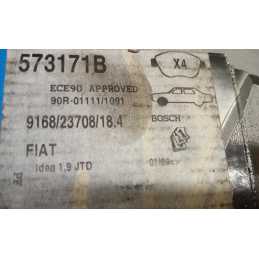 573171B
X4
ECE90 APPROVED
90R-01111/1091
9168/23708/18.4
BOSCH
FIAT
Idea 1,9 JTD